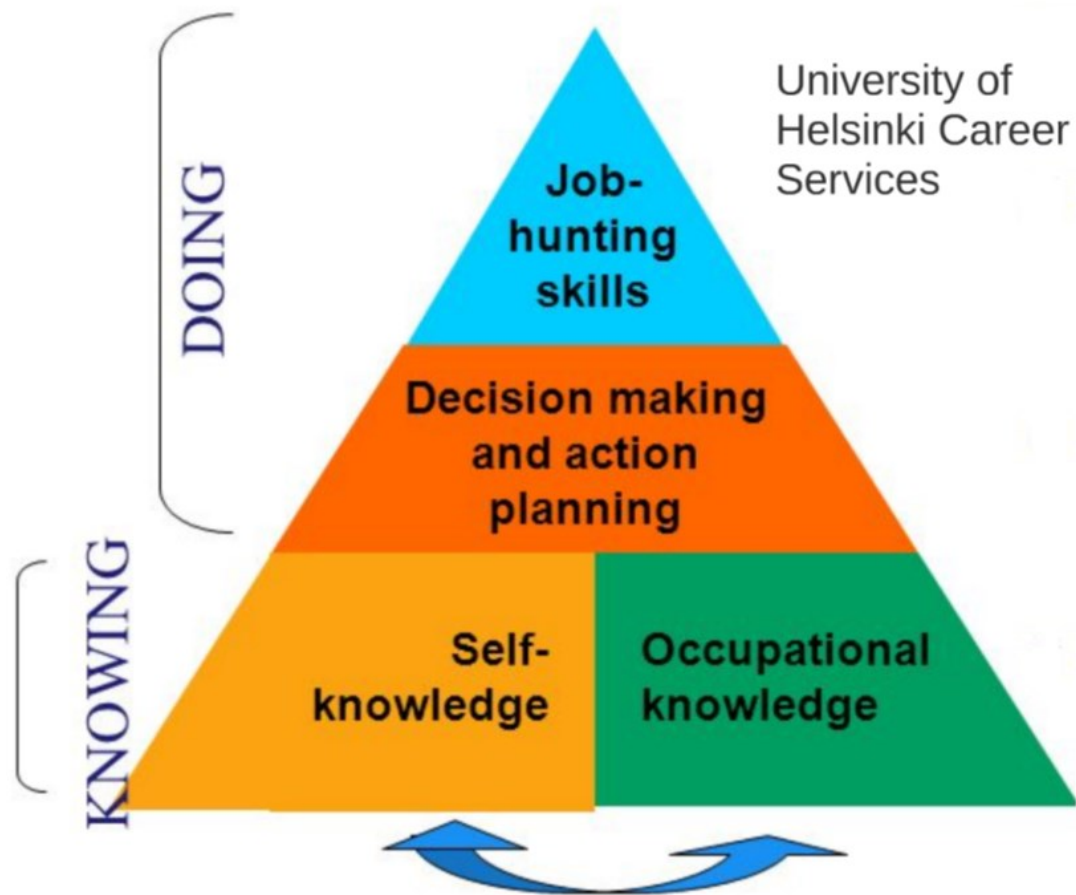 University of
Helsinki Career
Services
DOING
Job-
hunting
skills
Decision making
and action
planning
KNOWING
Self-
knowledge
Occupational
knowledge